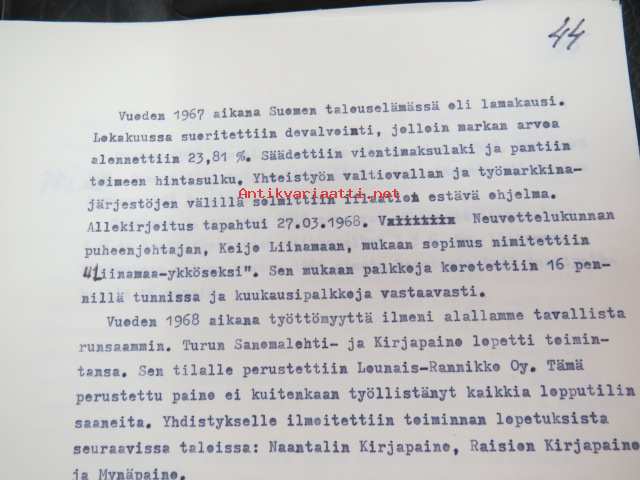 44
Vuoden 1967 aikana Suomen talouselämässä oli lamakausi.
Lokakuussa suoritettiin devalvointi, jolloin markan arvoa
alennettiin 23,81 %. Säädettiin vientimaksulaki ja pantiin
toimeen hintasulku. Yhteistyön valtiovallan ja työmarkkina-
Antikvariaatti.net
järjestöjen välillä solmittiin inflation estävä ohjelma.
Allekirjoitus tapahtui 27.03.1968. Neuvottelukunnan
puheenjohtajan, Keijo Liinamaan, mukaan sopimus nimitettiin
"Liinamaa-ykköseksi". Sen mukaan palkkoja korotettiin 16 pen-
nillä tunnissa ja kuukausipalkkoja vastaavasti.
Vuoden 1968 aikana työttömyyttä ilmeni alallamme tavallista
runsaammin. Turun Sanomalehti- ja Kirjapaino lopetti toimin-
tansa. Sen tilalle perustettiin Lounais-Rannikko Oy. Tämä
perustettu paino ei kuitenkaan työllistänyt kaikkia lopputilin
saaneita. Yhdistykselle ilmoitettiin toiminnan lopetuksista
seuraavissa taloissa: Naantalin Kirjapaino, Raision Kirjapaino
ja Mynäpaino.